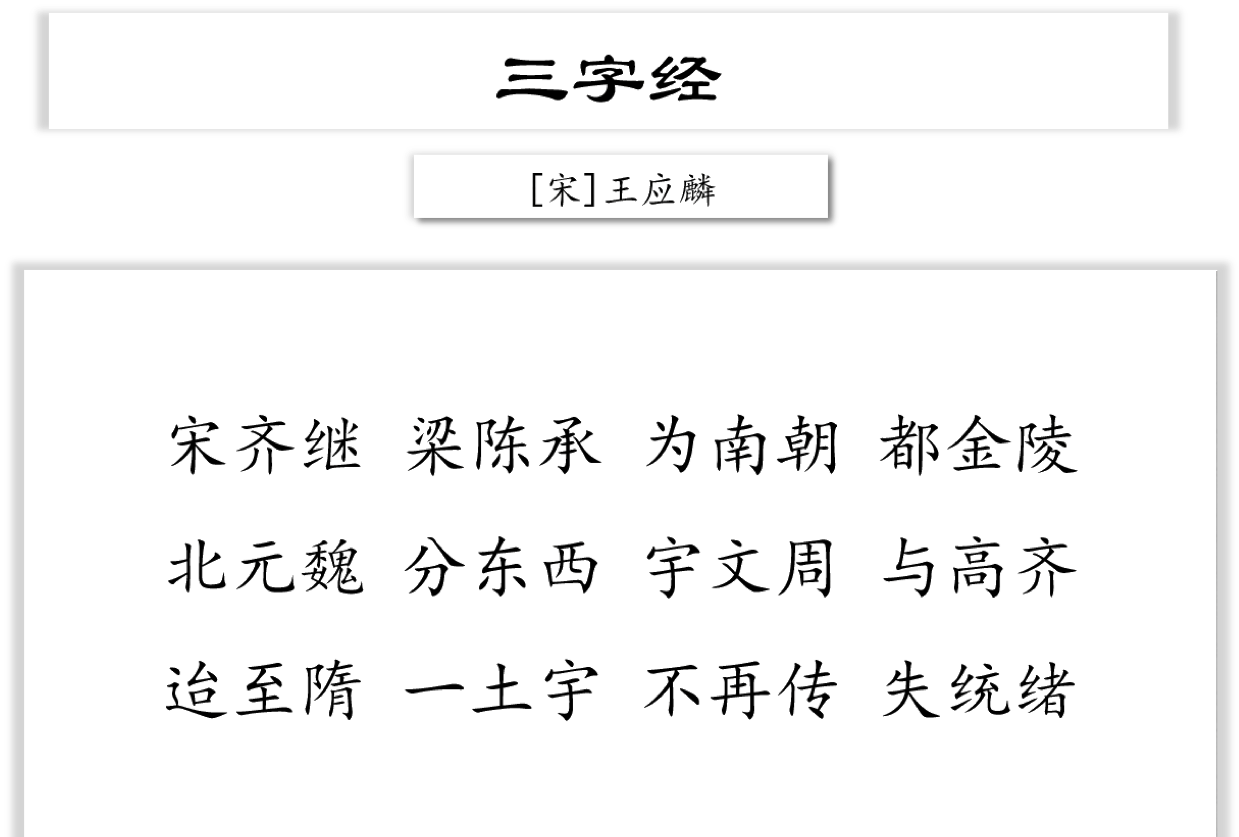 三字经
[宋]王应麟
宋齐继 梁陈承 为南朝 都金陵
北元魏 分东西 宇文周 与高齐
迨至隋 一土宇 不再传 失统绪